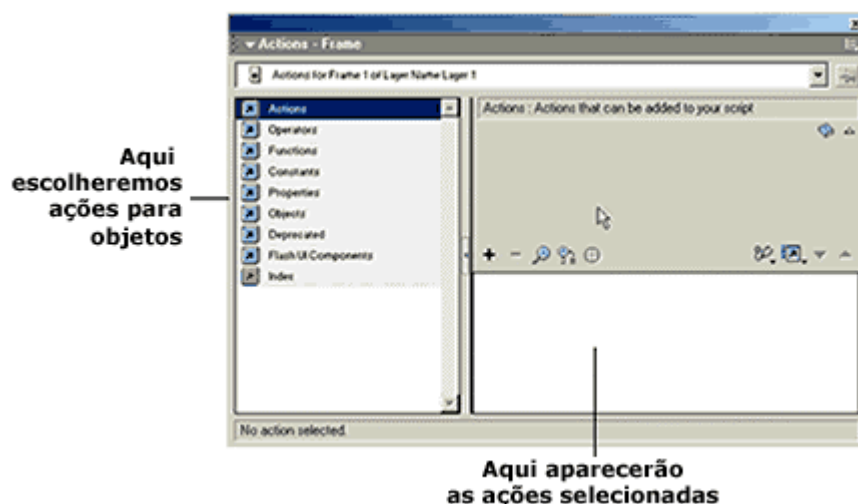 Actions - Frame
Actions for Frame 1 of Layer Name Layer 1
Actions
Operators
Functions
Constants
Properties
Objects
Deprecated
Flash UI Components
Index
Actions : Actions that can be added to your script
No action selected.
Aqui
escolheremos
ações para
objetos
Aqui aparecerão
as ações selecionadas